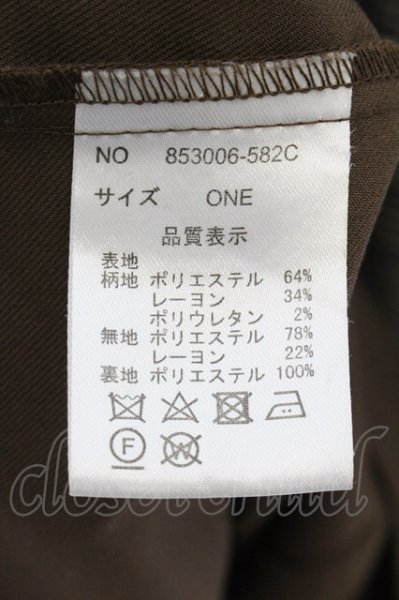 NO 853006-582C
サイズ ONE
品質表示
表地
柄地 ポリエステル 64%
レーヨン 34%
ポリウレタン 2%
無地 ポリエステル 78%
レーヨン 22%
裏地 ポリエステル 100%
F W
closet child